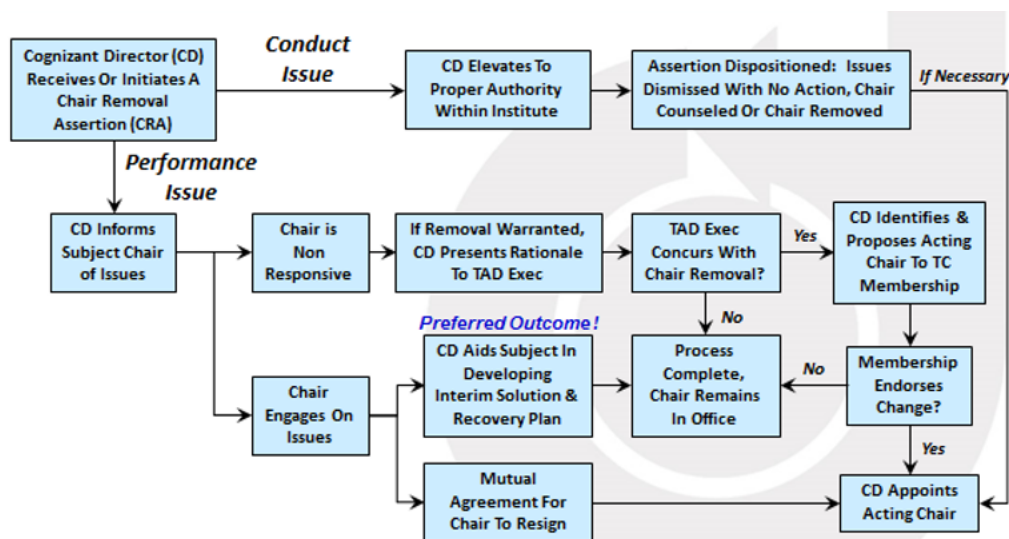 Cognizant Director (CD)
Receives Or Initiates A
Chair Removal
Assertion (CRA)
Conduct
Issue
CD Elevates To
Proper Authority
Within Institute
Assertion Dispositioned: Issues
Dismissed With No Action, Chair
Counseled Or Chair Removed
If Necessary
Performance
Issue
CD Informs
Subject Chair
of Issues
Chair is
Non
Responsive
If Removal Warranted,
CD Presents Rationale
To TAD Exec
TAD Exec
Concurs With
Chair Removal?
Yes
CD Identifies &
Proposes Acting
Chair To TC
Membership
No
Preferred Outcome!
Chair
Engages On
Issues
CD Aids Subject In
Developing
Interim Solution &
Recovery Plan
Process
Complete,
Chair Remains
In Office
No
Membership
Endorses
Change?
Yes
Mutual
Agreement For
Chair To Resign
CD Appoints
Acting Chair